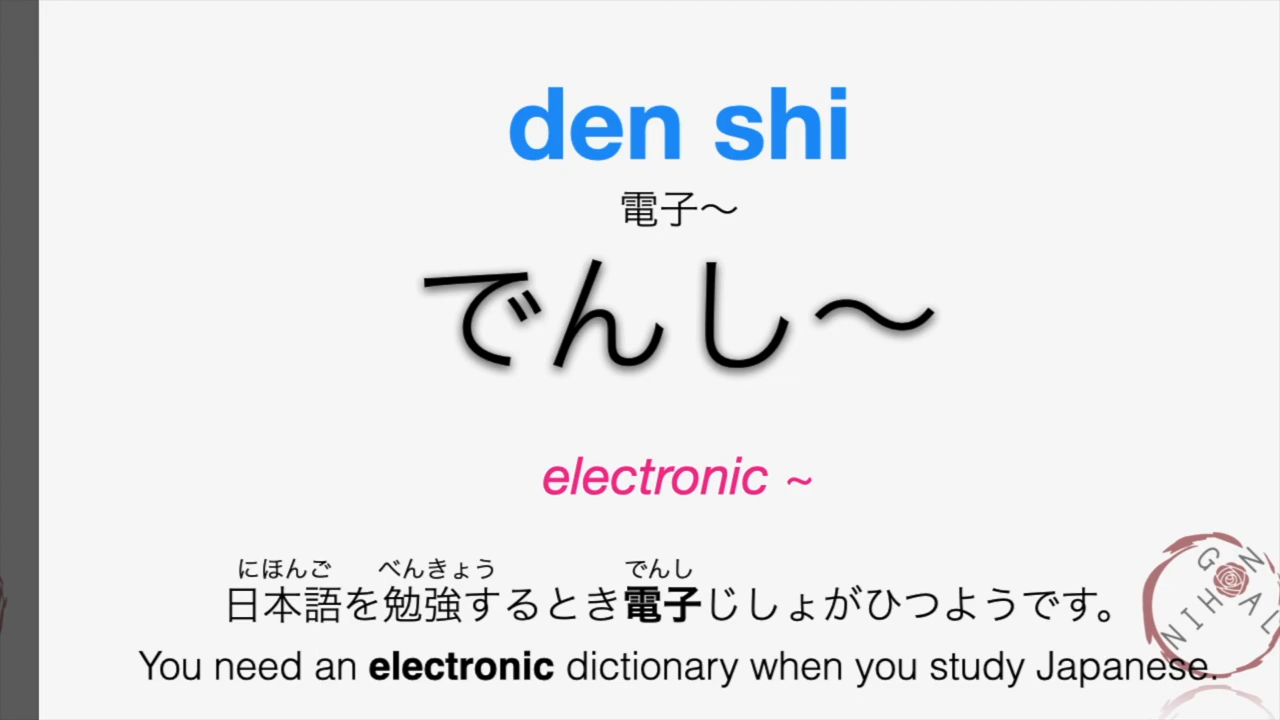 den shi
電子〜
でんし〜
electronic ~
にほんご べんきょう でんし
日本語を勉強するとき電子じしょがひつようです。
You need an electronic dictionary when you study Japanese.